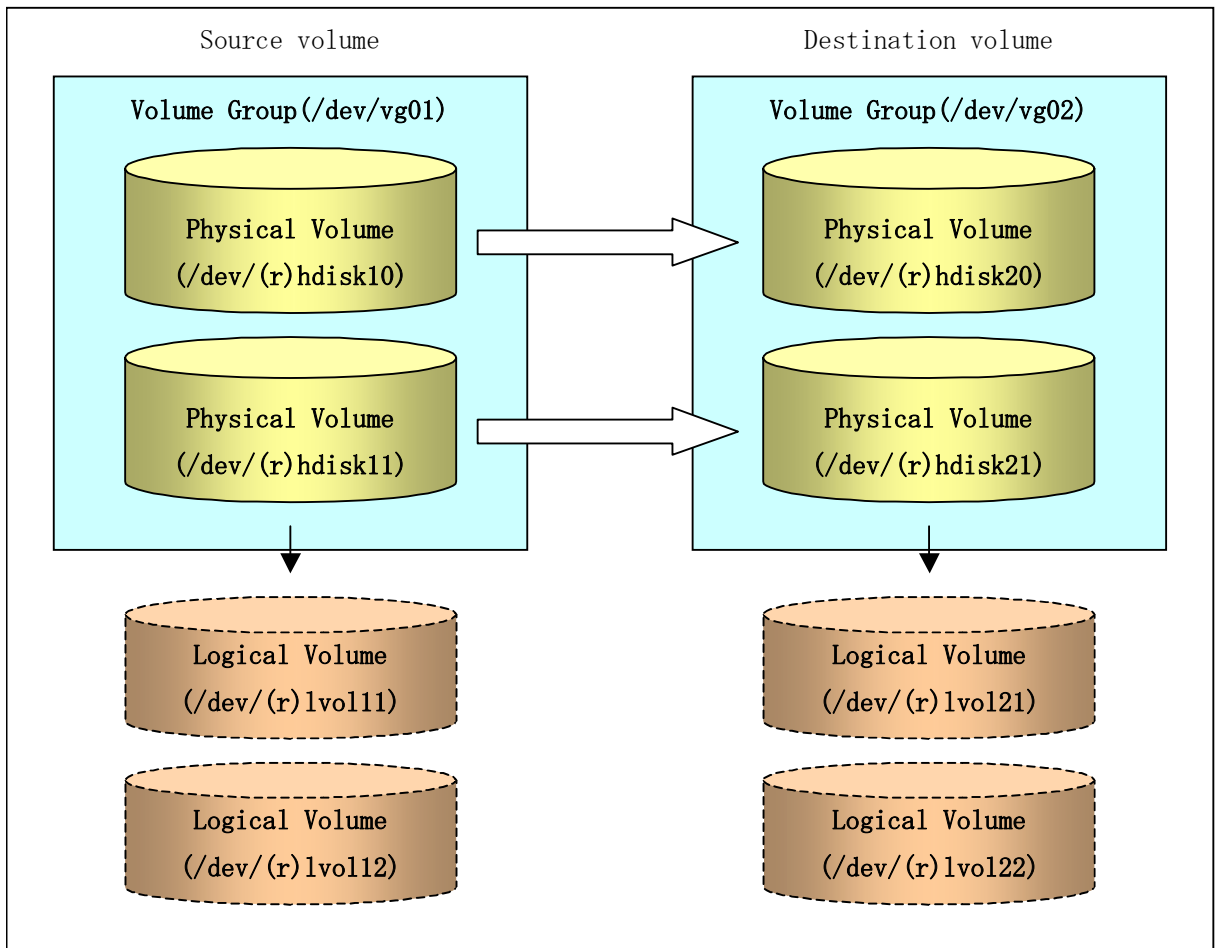 Source volume
Destination volume
Volume Group(/dev/vg01)
Physical Volume
(/dev/(r)hdisk10)
Physical Volume
(/dev/(r)hdisk11)
Logical Volume
(/dev/(r)lvol11)
Logical Volume
(/dev/(r)lvol12)
Volume Group(/dev/vg02)
Physical Volume
(/dev/(r)hdisk20)
Physical Volume
(/dev/(r)hdisk21)
Logical Volume
(/dev/(r)lvol21)
Logical Volume
(/dev/(r)lvol22)